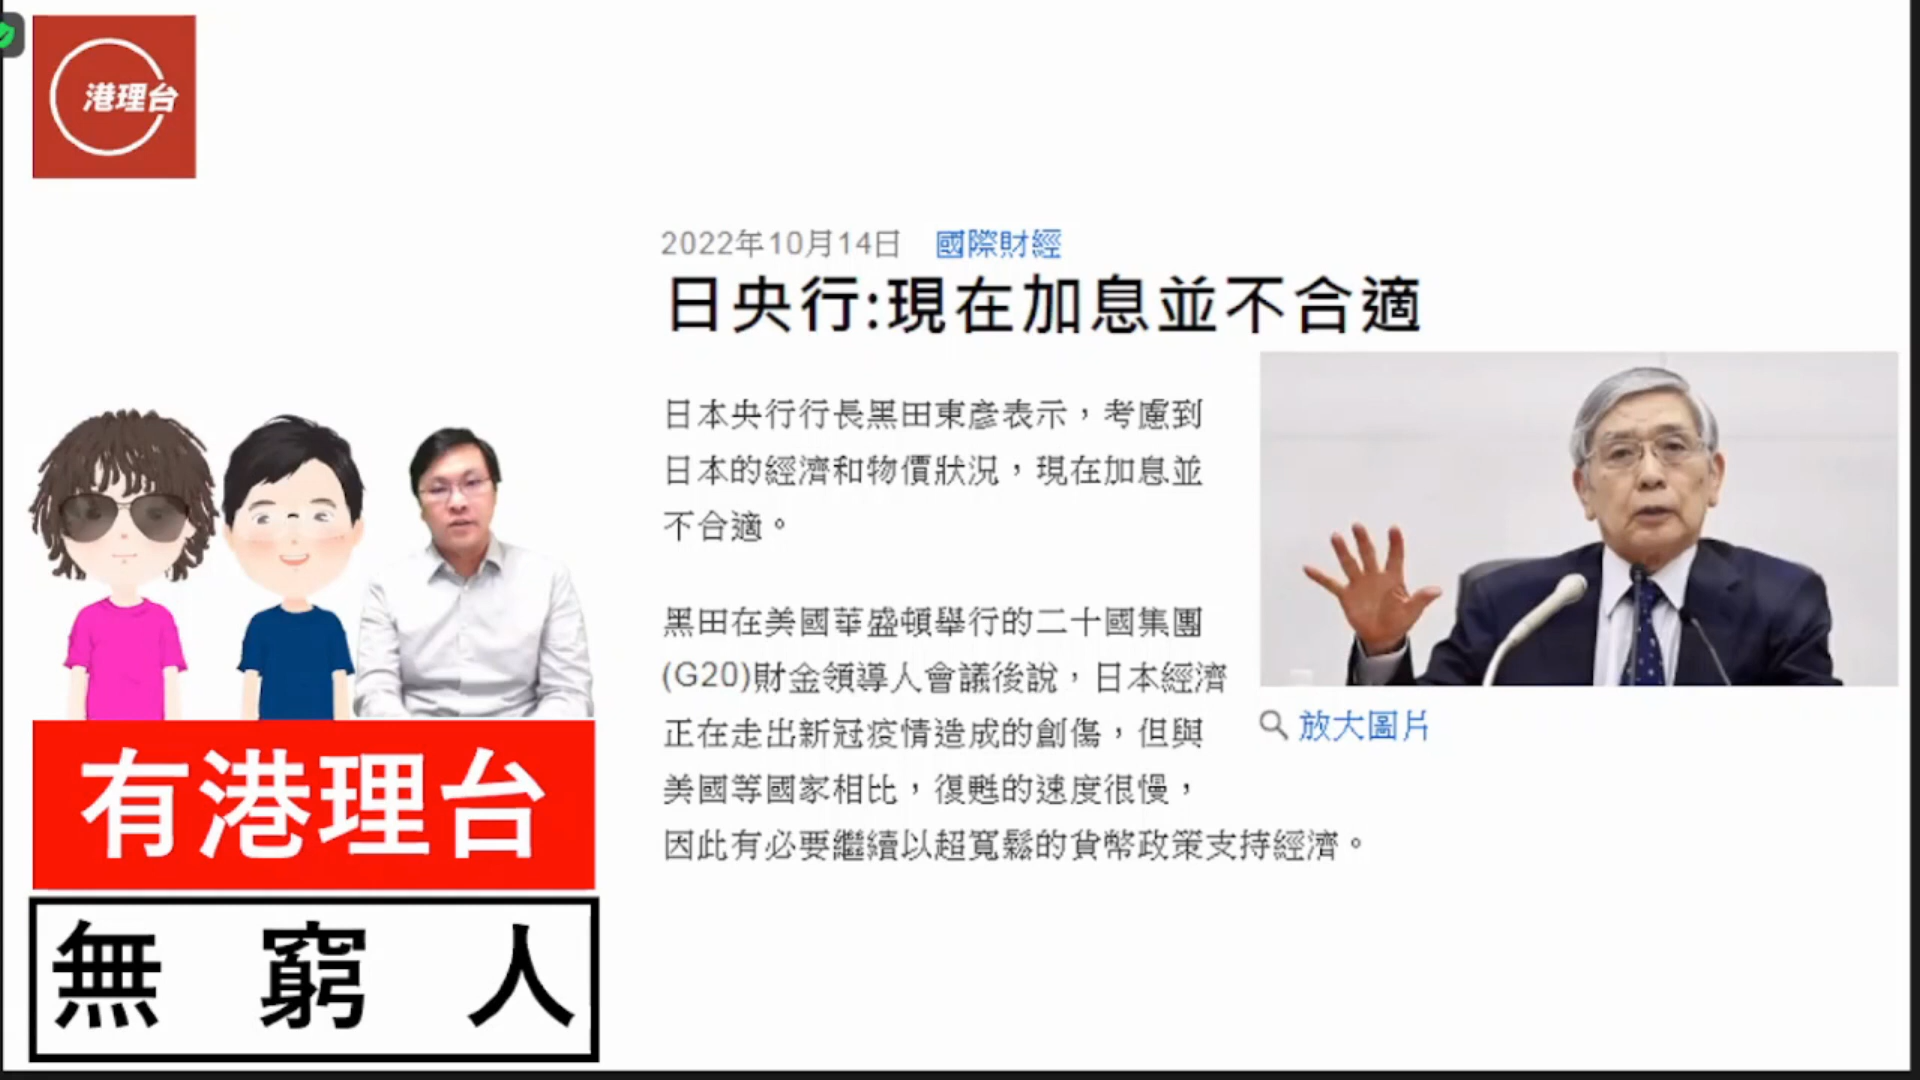 港理台
2022年10月14日 國際財經
日央行:現在加息並不合適
日本央行行長黑田東彥表示，考慮到
日本的經濟和物價狀況，現在加息並
不合適。
黑田在美國華盛頓舉行的二十國集團
(G20)財金領導人會議後說，日本經濟
正在走出新冠疫情造成的創傷，但與
美國等國家相比，復甦的速度很慢，
因此有必要繼續以超寬鬆的貨幣政策支持經濟。
放大圖片
有港理台
無窮人